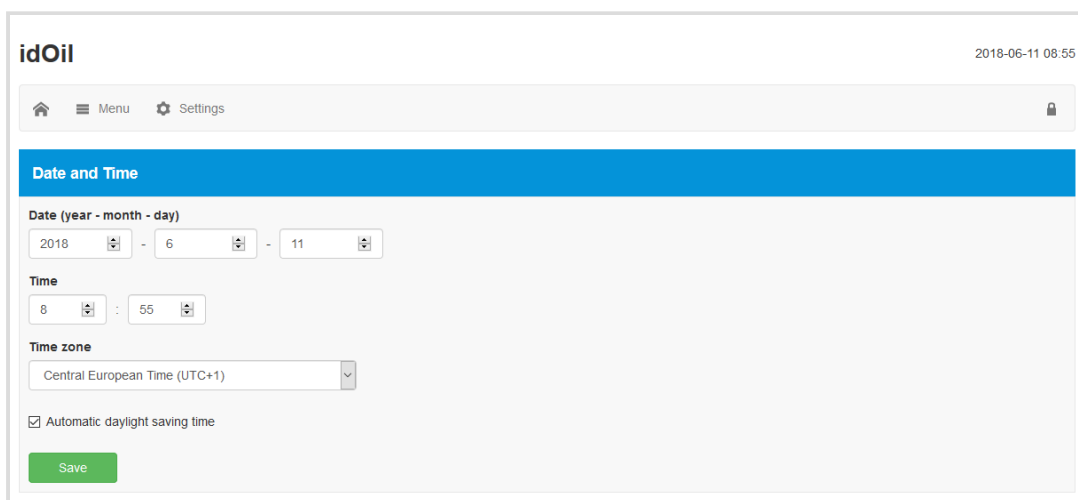 idOil
2018-06-11 08:55
Menu Settings
Date and Time
Date (year - month - day)
2018 - 6 - 11
Time
8 : 55
Time zone
Central European Time (UTC+1)
Automatic daylight saving time
Save